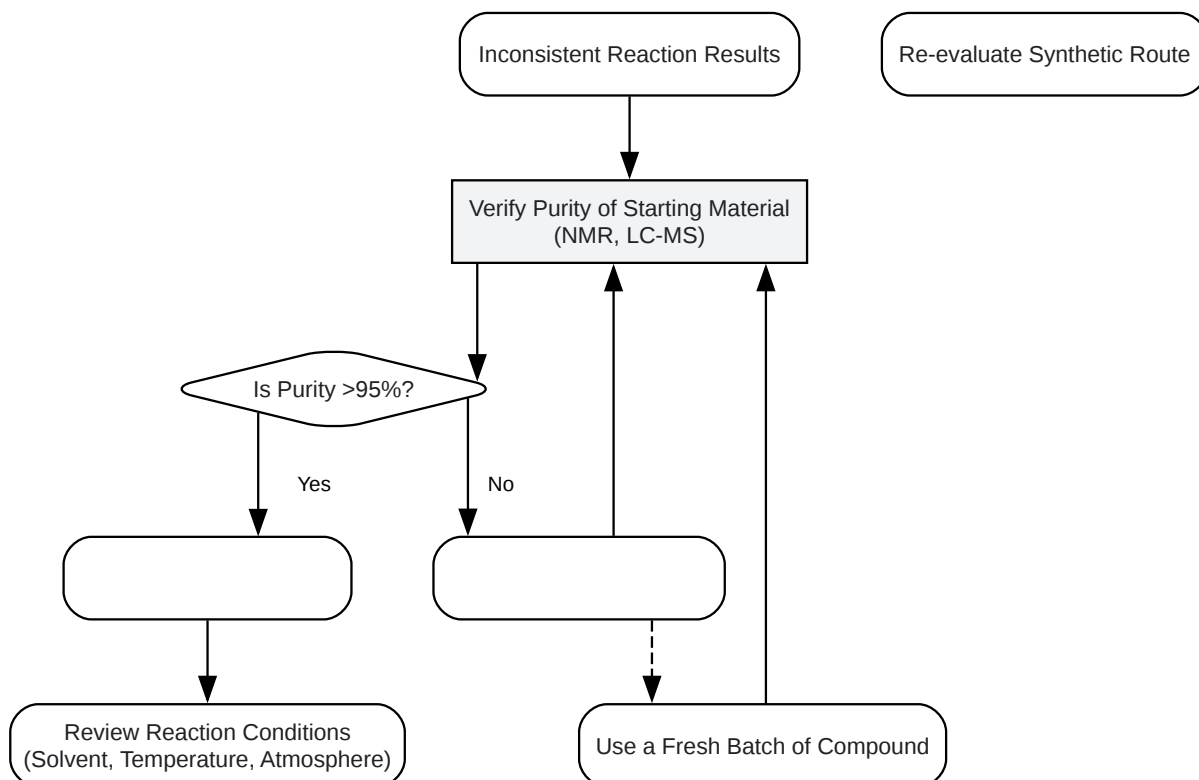 Inconsistent Reaction Results
Re-evaluate Synthetic Route
Verify Purity of Starting Material
(NMR, LC-MS)
Is Purity >95%?
Yes
No
Review Reaction Conditions
(Solvent, Temperature, Atmosphere)
Use a Fresh Batch of Compound